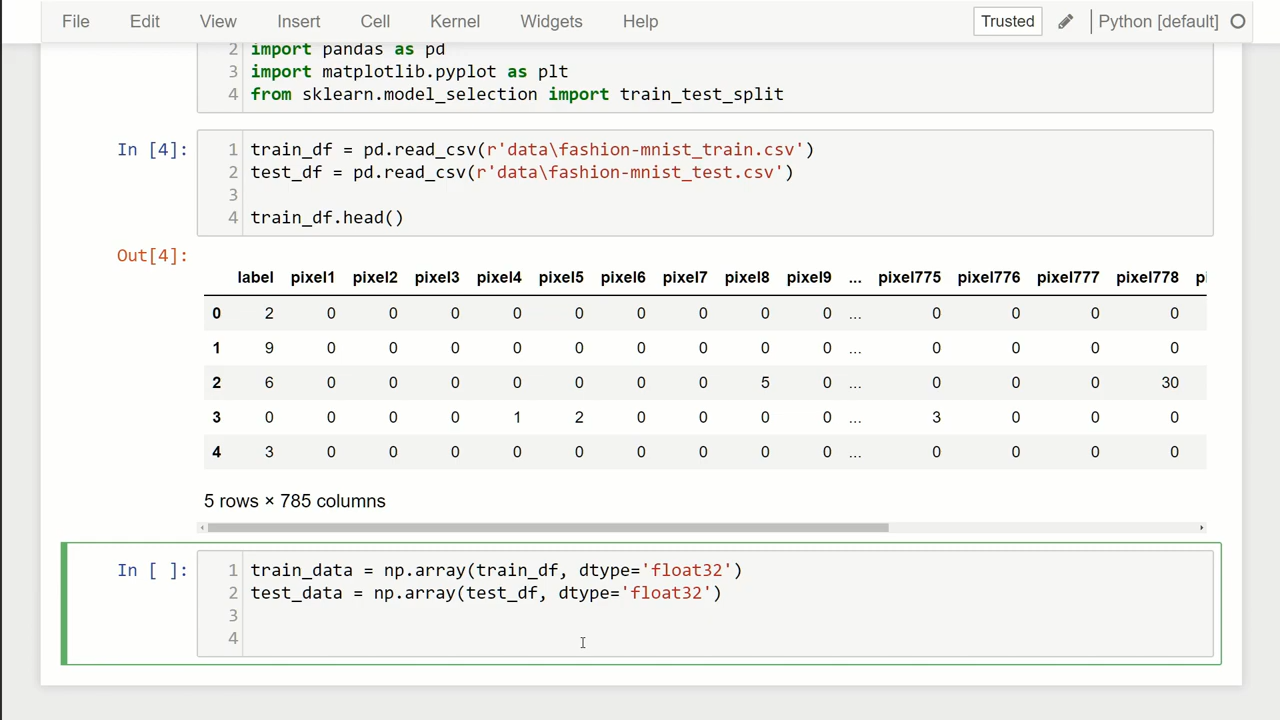 File Edit View Insert Cell Kernel Widgets Help Trusted Python [default]
2 import pandas as pd
3 import matplotlib.pyplot as plt
4 from sklearn.model_selection import train_test_split
In [4]: 1 train_df = pd.read_csv(r'data\fashion-mnist_train.csv')
2 test_df = pd.read_csv(r'data\fashion-mnist_test.csv')
3
4 train_df.head()
Out[4]:
label pixel1 pixel2 pixel3 pixel4 pixel5 pixel6 pixel7 pixel8 pixel9 ... pixel775 pixel776 pixel777 pixel778 pi
0 2 0 0 0 0 0 0 0 0 0 ... 0 0 0 0
1 9 0 0 0 0 0 0 0 0 0 ... 0 0 0 0
2 6 0 0 0 0 0 0 0 5 0 ... 0 0 0 30
3 0 0 0 0 1 2 0 0 0 0 ... 3 0 0 0
4 3 0 0 0 0 0 0 0 0 0 ... 0 0 0 0
5 rows × 785 columns
In [ ]: 1 train_data = np.array(train_df, dtype='float32')
2 test_data = np.array(test_df, dtype='float32')
3
4